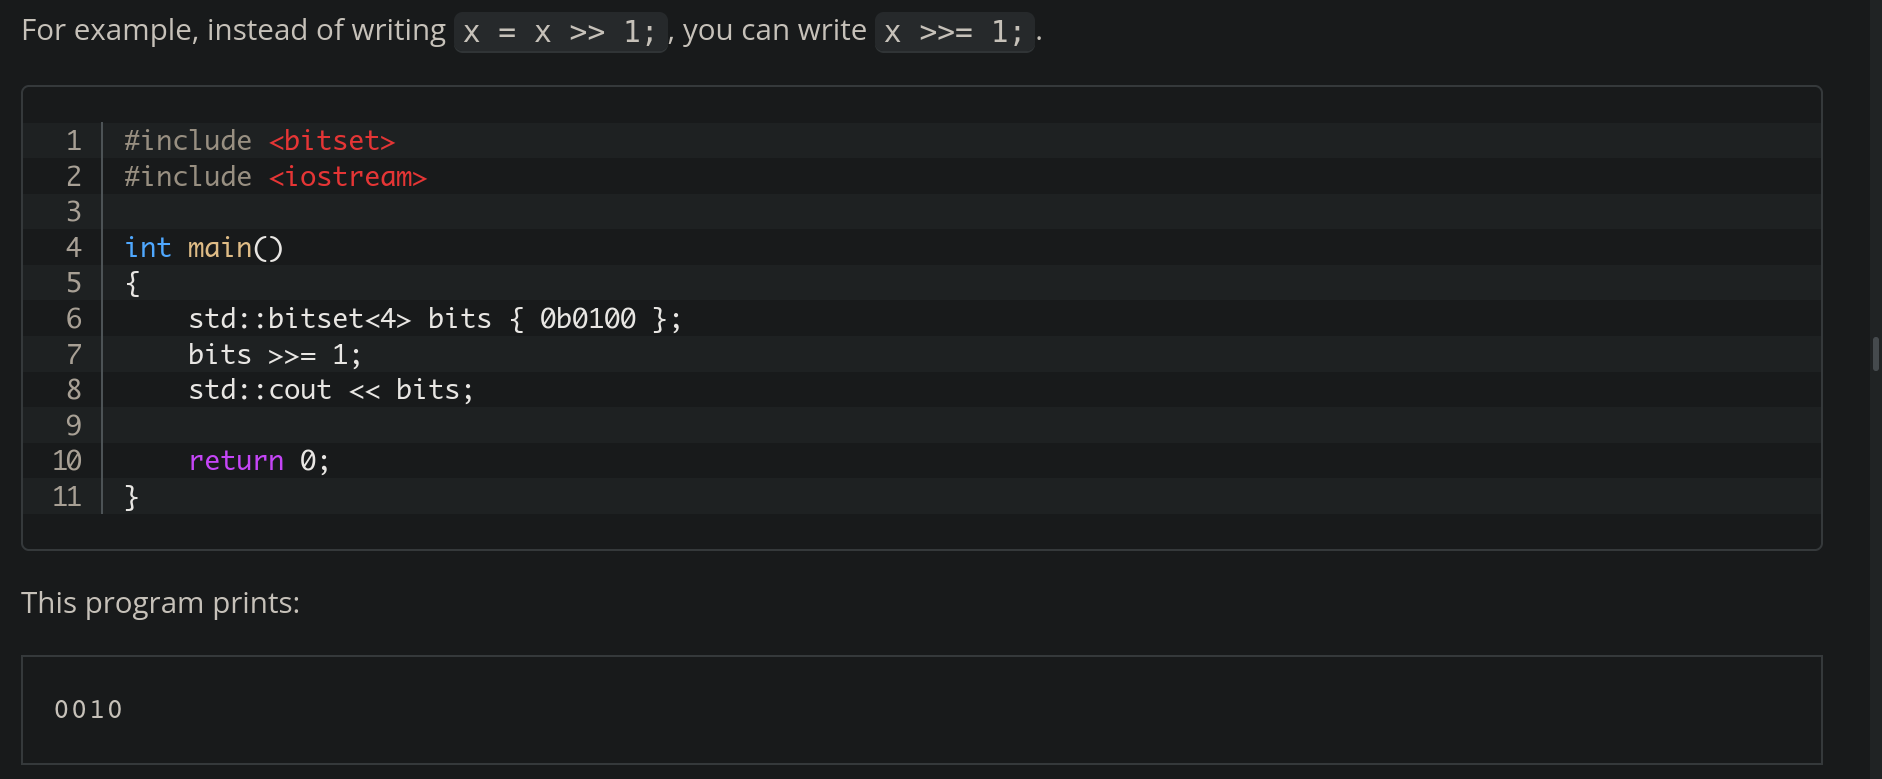 For example, instead of writing x = x >> 1; , you can write x >>= 1; .
1 #include <bitset>
2 #include <iostream>
3
4 int main()
5 {
6     std::bitset<4> bits { 0b0100 };
7     bits >>= 1;
8     std::cout << bits;
9
10     return 0;
11 }
This program prints:
0010